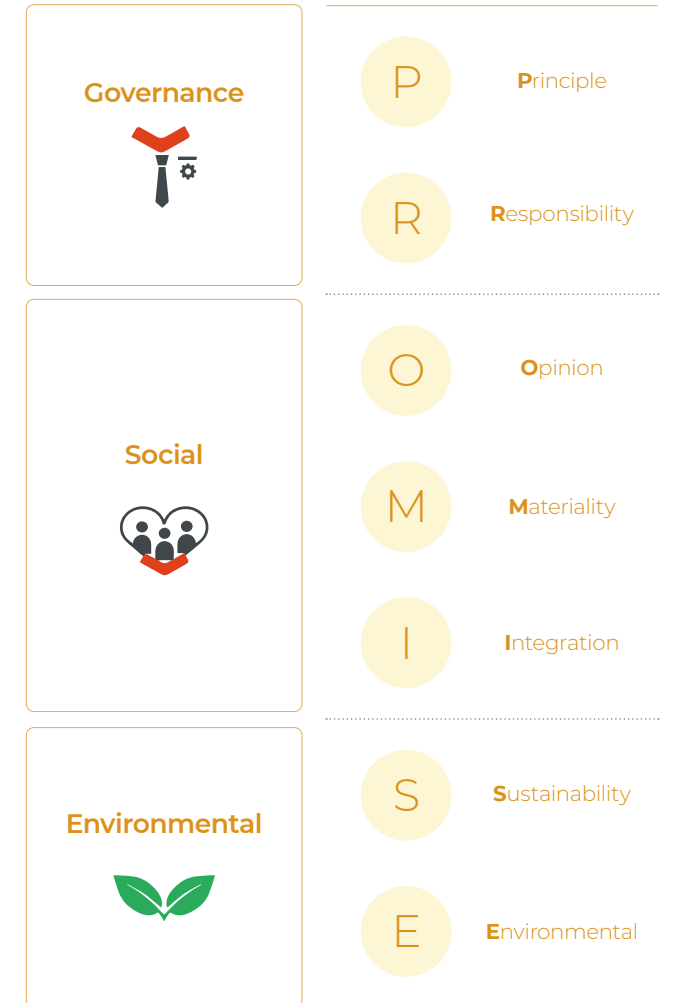 Governance
P
Principle
R
Responsibility
Social
O
Opinion
M
Materiality
I
Integration
Environmental
S
Sustainability
E
Environmental